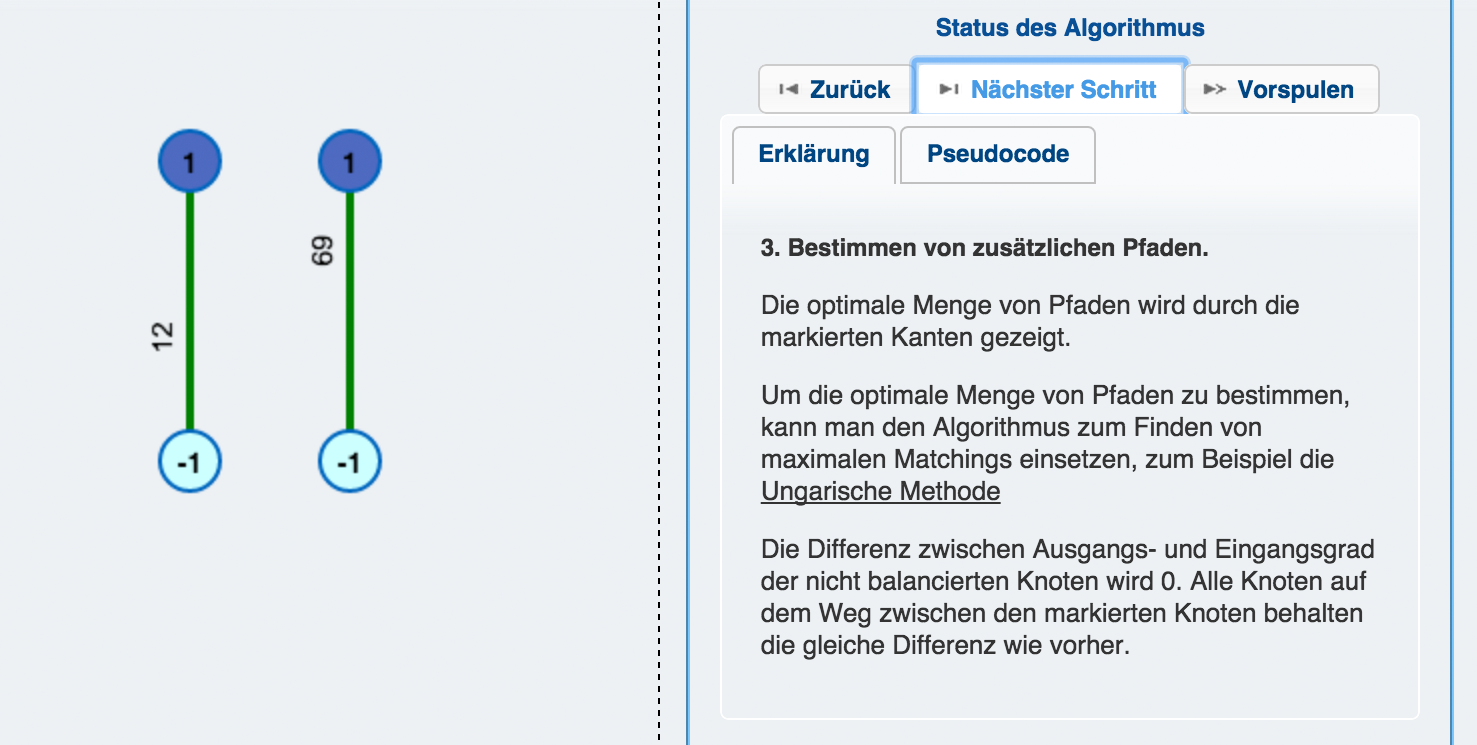 1
1
69
12
-1
-1
Status des Algorithmus
Zurück
Nächster Schritt
Vorspulen
Erklärung
Pseudocode
3. Bestimmen von zusätzlichen Pfaden.
Die optimale Menge von Pfaden wird durch die
markierten Kanten gezeigt.
Um die optimale Menge von Pfaden zu bestimmen,
kann man den Algorithmus zum Finden von
maximalen Matchings einsetzen, zum Beispiel die
Ungarische Methode
Die Differenz zwischen Ausgangs- und Eingangsgrad
der nicht balancierten Knoten wird 0. Alle Knoten auf
dem Weg zwischen den markierten Knoten behalten
die gleiche Differenz wie vorher.